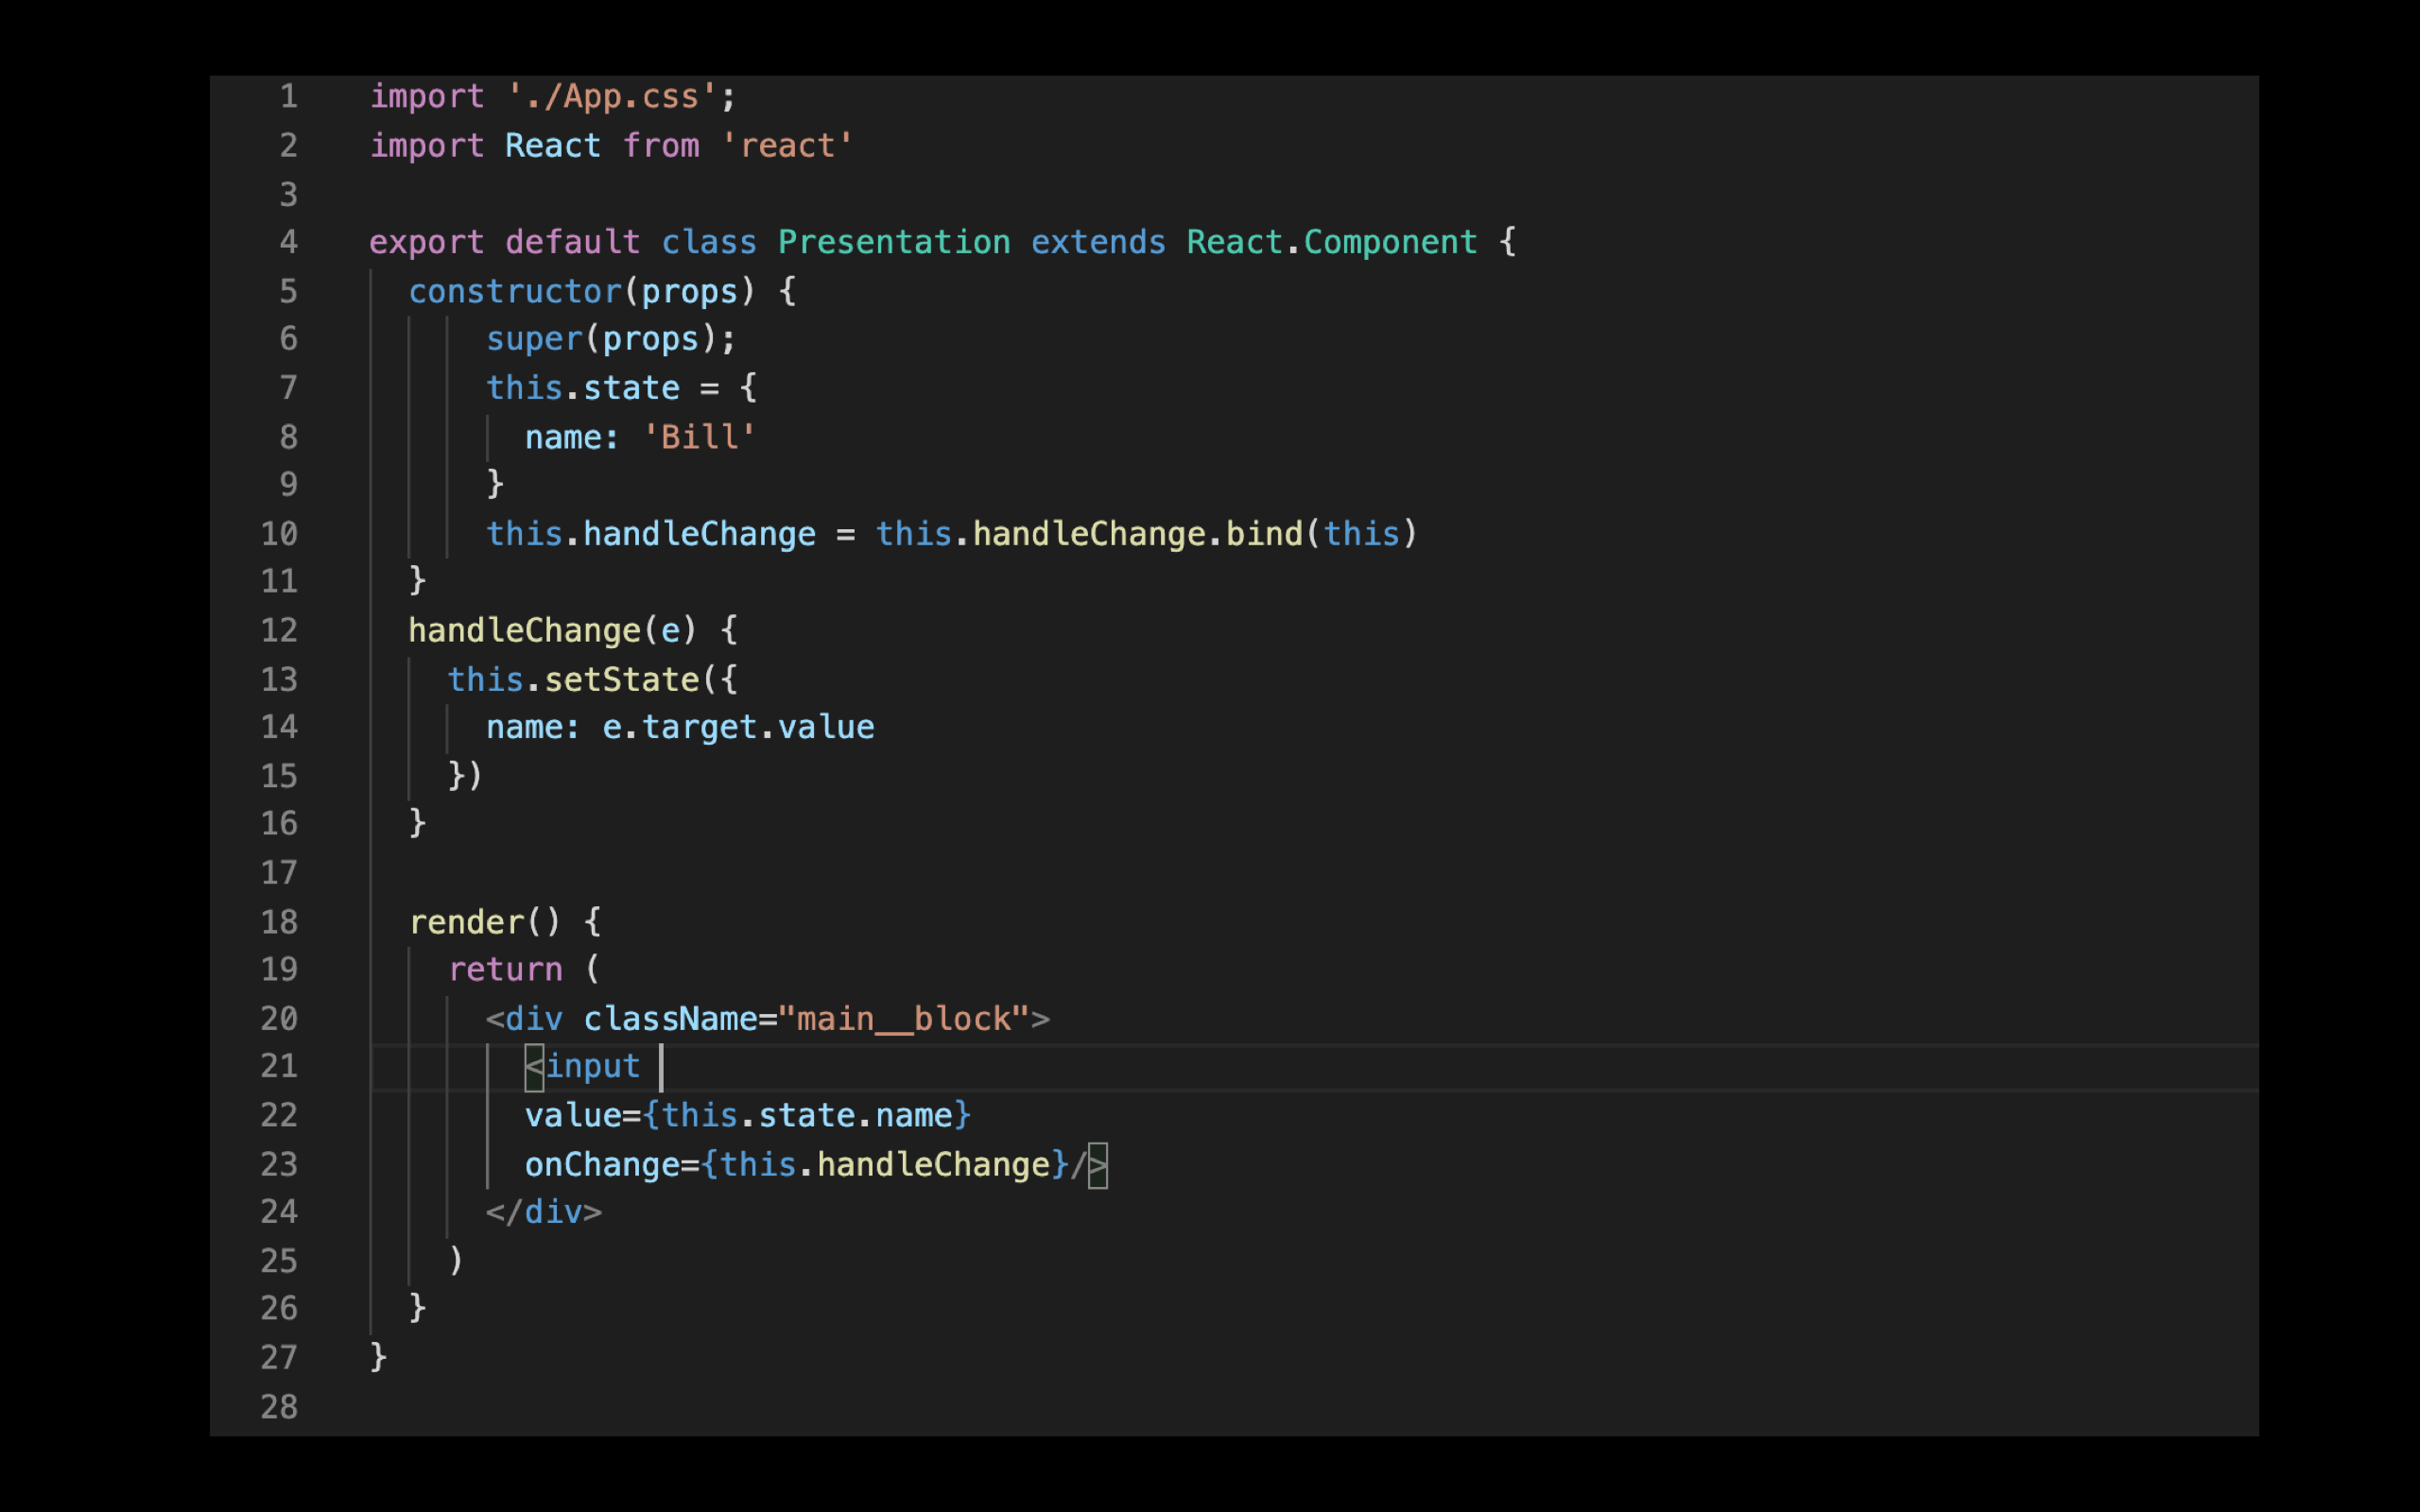 1 import './App.css';
2 import React from 'react'
3
4 export default class Presentation extends React.Component {
5   constructor(props) {
6       super(props);
7       this.state = {
8         name: 'Bill'
9       }
10       this.handleChange = this.handleChange.bind(this)
11   }
12   handleChange(e) {
13     this.setState({
14       name: e.target.value
15     })
16   }
17
18   render() {
19     return (
20       <div className="main__block">
21         <input
22         value={this.state.name}
23         onChange={this.handleChange}/>
24       </div>
25     )
26   }
27 }
28